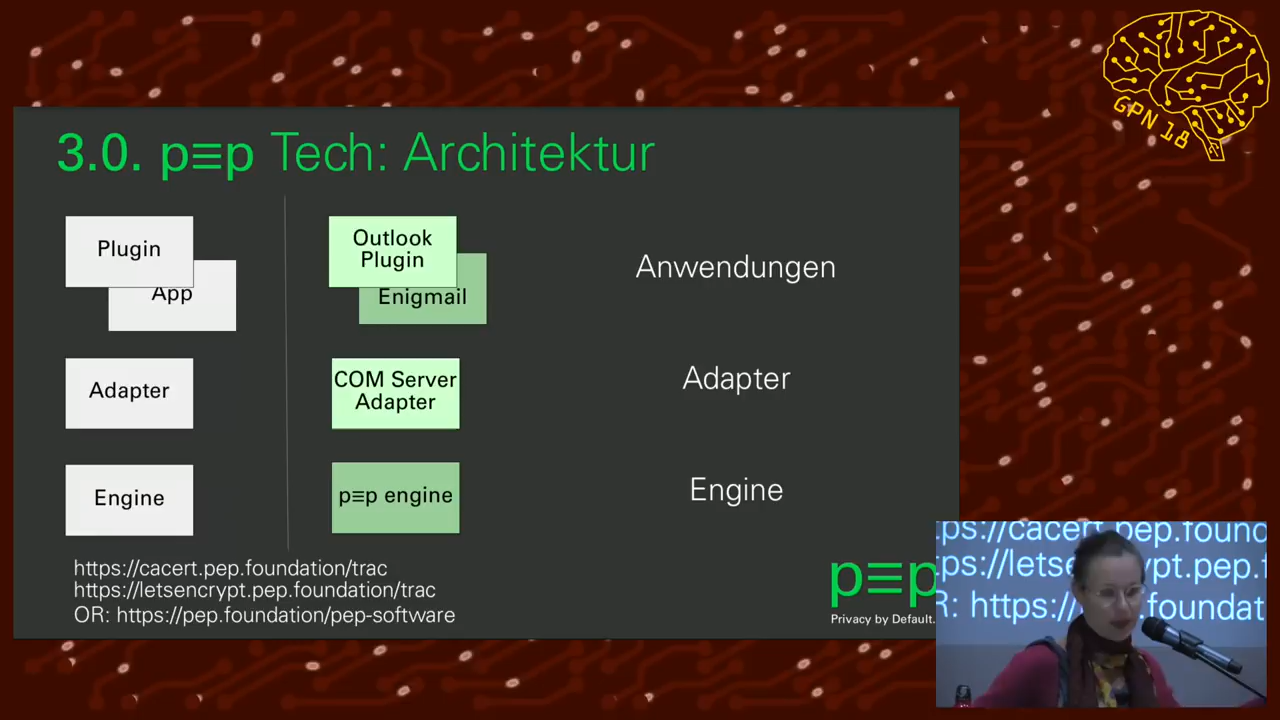 GPN 18
3.0. p≡p Tech: Architektur
Plugin
App
Outlook
Plugin
Enigmail
Anwendungen
Adapter
COM Server
Adapter
Adapter
Engine
p≡p engine
Engine
https://cacert.pep.foundation/trac
https://letsencrypt.pep.foundation/trac
OR: https://pep.foundation/pep-software
p≡p
Privacy by Default.